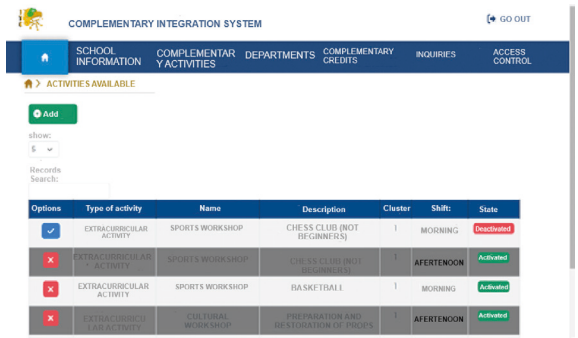 COMPLEMENTARY INTEGRATION SYSTEM
GO OUT
SCHOOL
INFORMATION
COMPLEMENTAR
Y ACTIVITIES
DEPARTMENTS
COMPLEMENTARY
CREDITS
INQUIRIES
ACCESS
CONTROL
ACTIVITIES AVAILABLE
Add
show:
5
Records
Search:
Options Type of activity Name Description Cluster Shift: State
EXTRACURRICULAR
ACTIVITY
SPORTS WORKSHOP
CHESS CLUB (NOT
BEGINNERS)
1
MORNING
Deactivated
EXTRACURRICULAR
ACTIVITY
SPORTS WORKSHOP
CHESS CLUB (NOT
BEGINNERS)
1
AFERTENOON
Activated
EXTRACURRICULAR
ACTIVITY
SPORTS WORKSHOP
BASKETBALL
1
MORNING
Activated
EXTRACURRICU
LAR ACTIVITY
CULTURAL
WORKSHOP
PREPARATION AND
RESTORATION OF PROPS
1
AFERTENOON
Activated